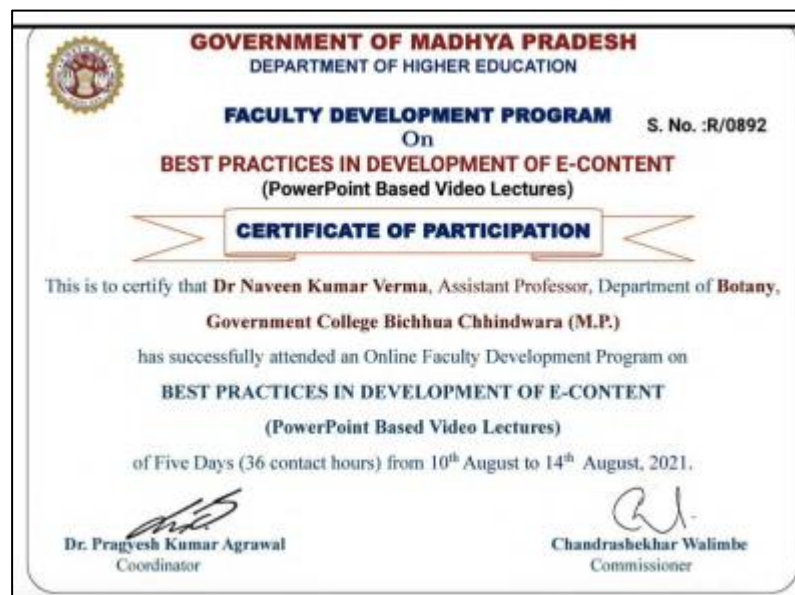 GOVERNMENT OF MADHYA PRADESH
DEPARTMENT OF HIGHER EDUCATION
FACULTY DEVELOPMENT PROGRAM
S. No. :R/0892
On
BEST PRACTICES IN DEVELOPMENT OF E-CONTENT
(PowerPoint Based Video Lectures)
CERTIFICATE OF PARTICIPATION
This is to certify that Dr Naveen Kumar Verma, Assistant Professor, Department of Botany,
Government College Bichhua Chhindwara (M.P.)
has successfully attended an Online Faculty Development Program on
BEST PRACTICES IN DEVELOPMENT OF E-CONTENT
(PowerPoint Based Video Lectures)
of Five Days (36 contact hours) from 10th August to 14th August, 2021.
Dr. Pragyesh Kumar Agrawal
Coordinator
Chandrashekhar Walimbe
Commissioner